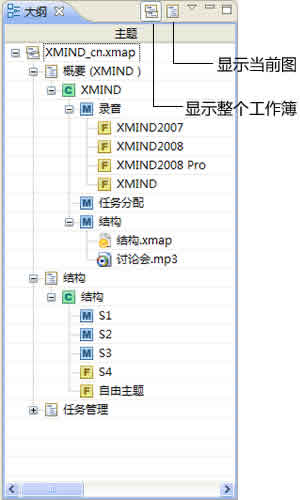 大纲
主题
XMIND_cn.xmap
概要 (XMIND )
C XMIND
M 录音
F XMIND2007
F XMIND2008
F XMIND2008 Pro
F XMIND
M 任务分配
M 结构
结构.xmap
讨论会.mp3
结构
C 结构
M S1
M S2
M S3
F S4
F 自由主题
任务管理
显示当前图
显示整个工作簿